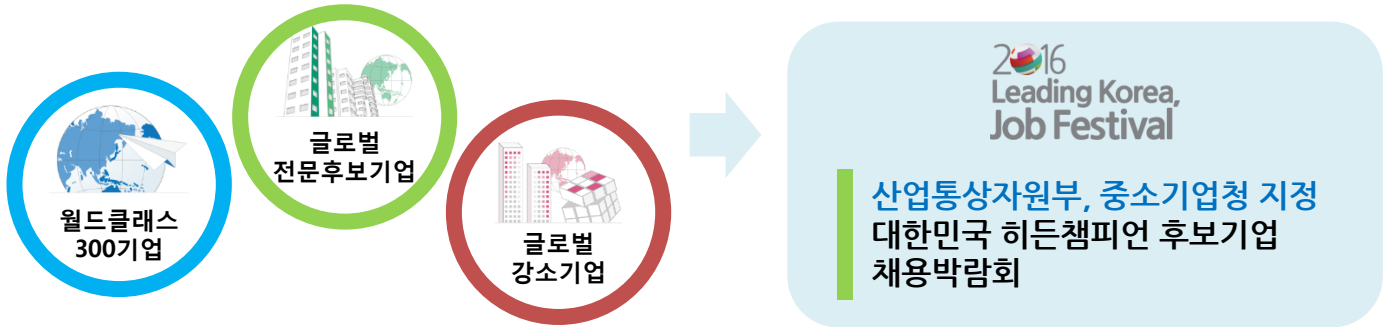 월드클래스
300기업
글로벌
전문후보기업
글로벌
강소기업
2016
Leading Korea,
Job Festival
산업통상자원부, 중소기업청 지정
대한민국 히든챔피언 후보기업
채용박람회